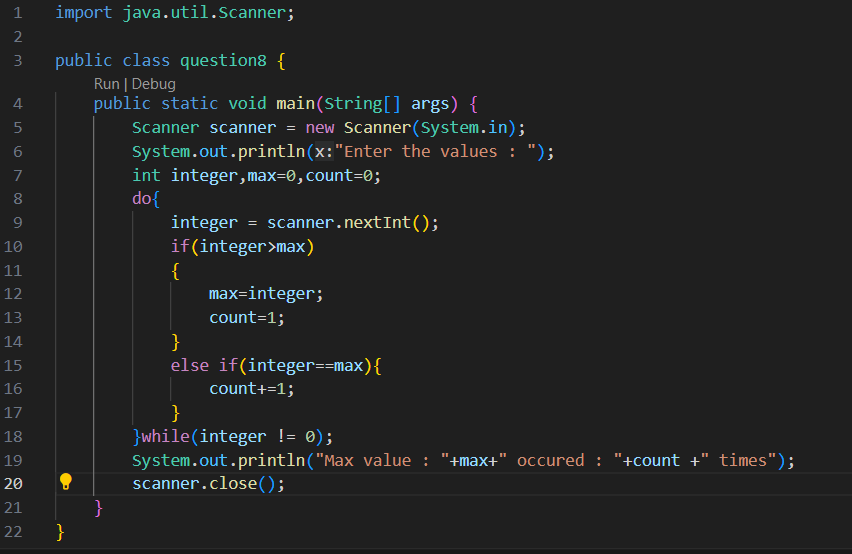 1 import java.util.Scanner;
2
3 public class question8 {
Run | Debug
4 public static void main(String[] args) {
5 Scanner scanner = new Scanner(System.in);
6 System.out.println(x:"Enter the values : ");
7 int integer,max=0,count=0;
8 do{
9 integer = scanner.nextInt();
10 if(integer>max)
11 {
12 max=integer;
13 count=1;
14 }
15 else if(integer==max){
16 count+=1;
17 }
18 }while(integer != 0);
19 System.out.println("Max value : "+max+" occured : "+count +" times");
20 scanner.close();
21 }
22 }